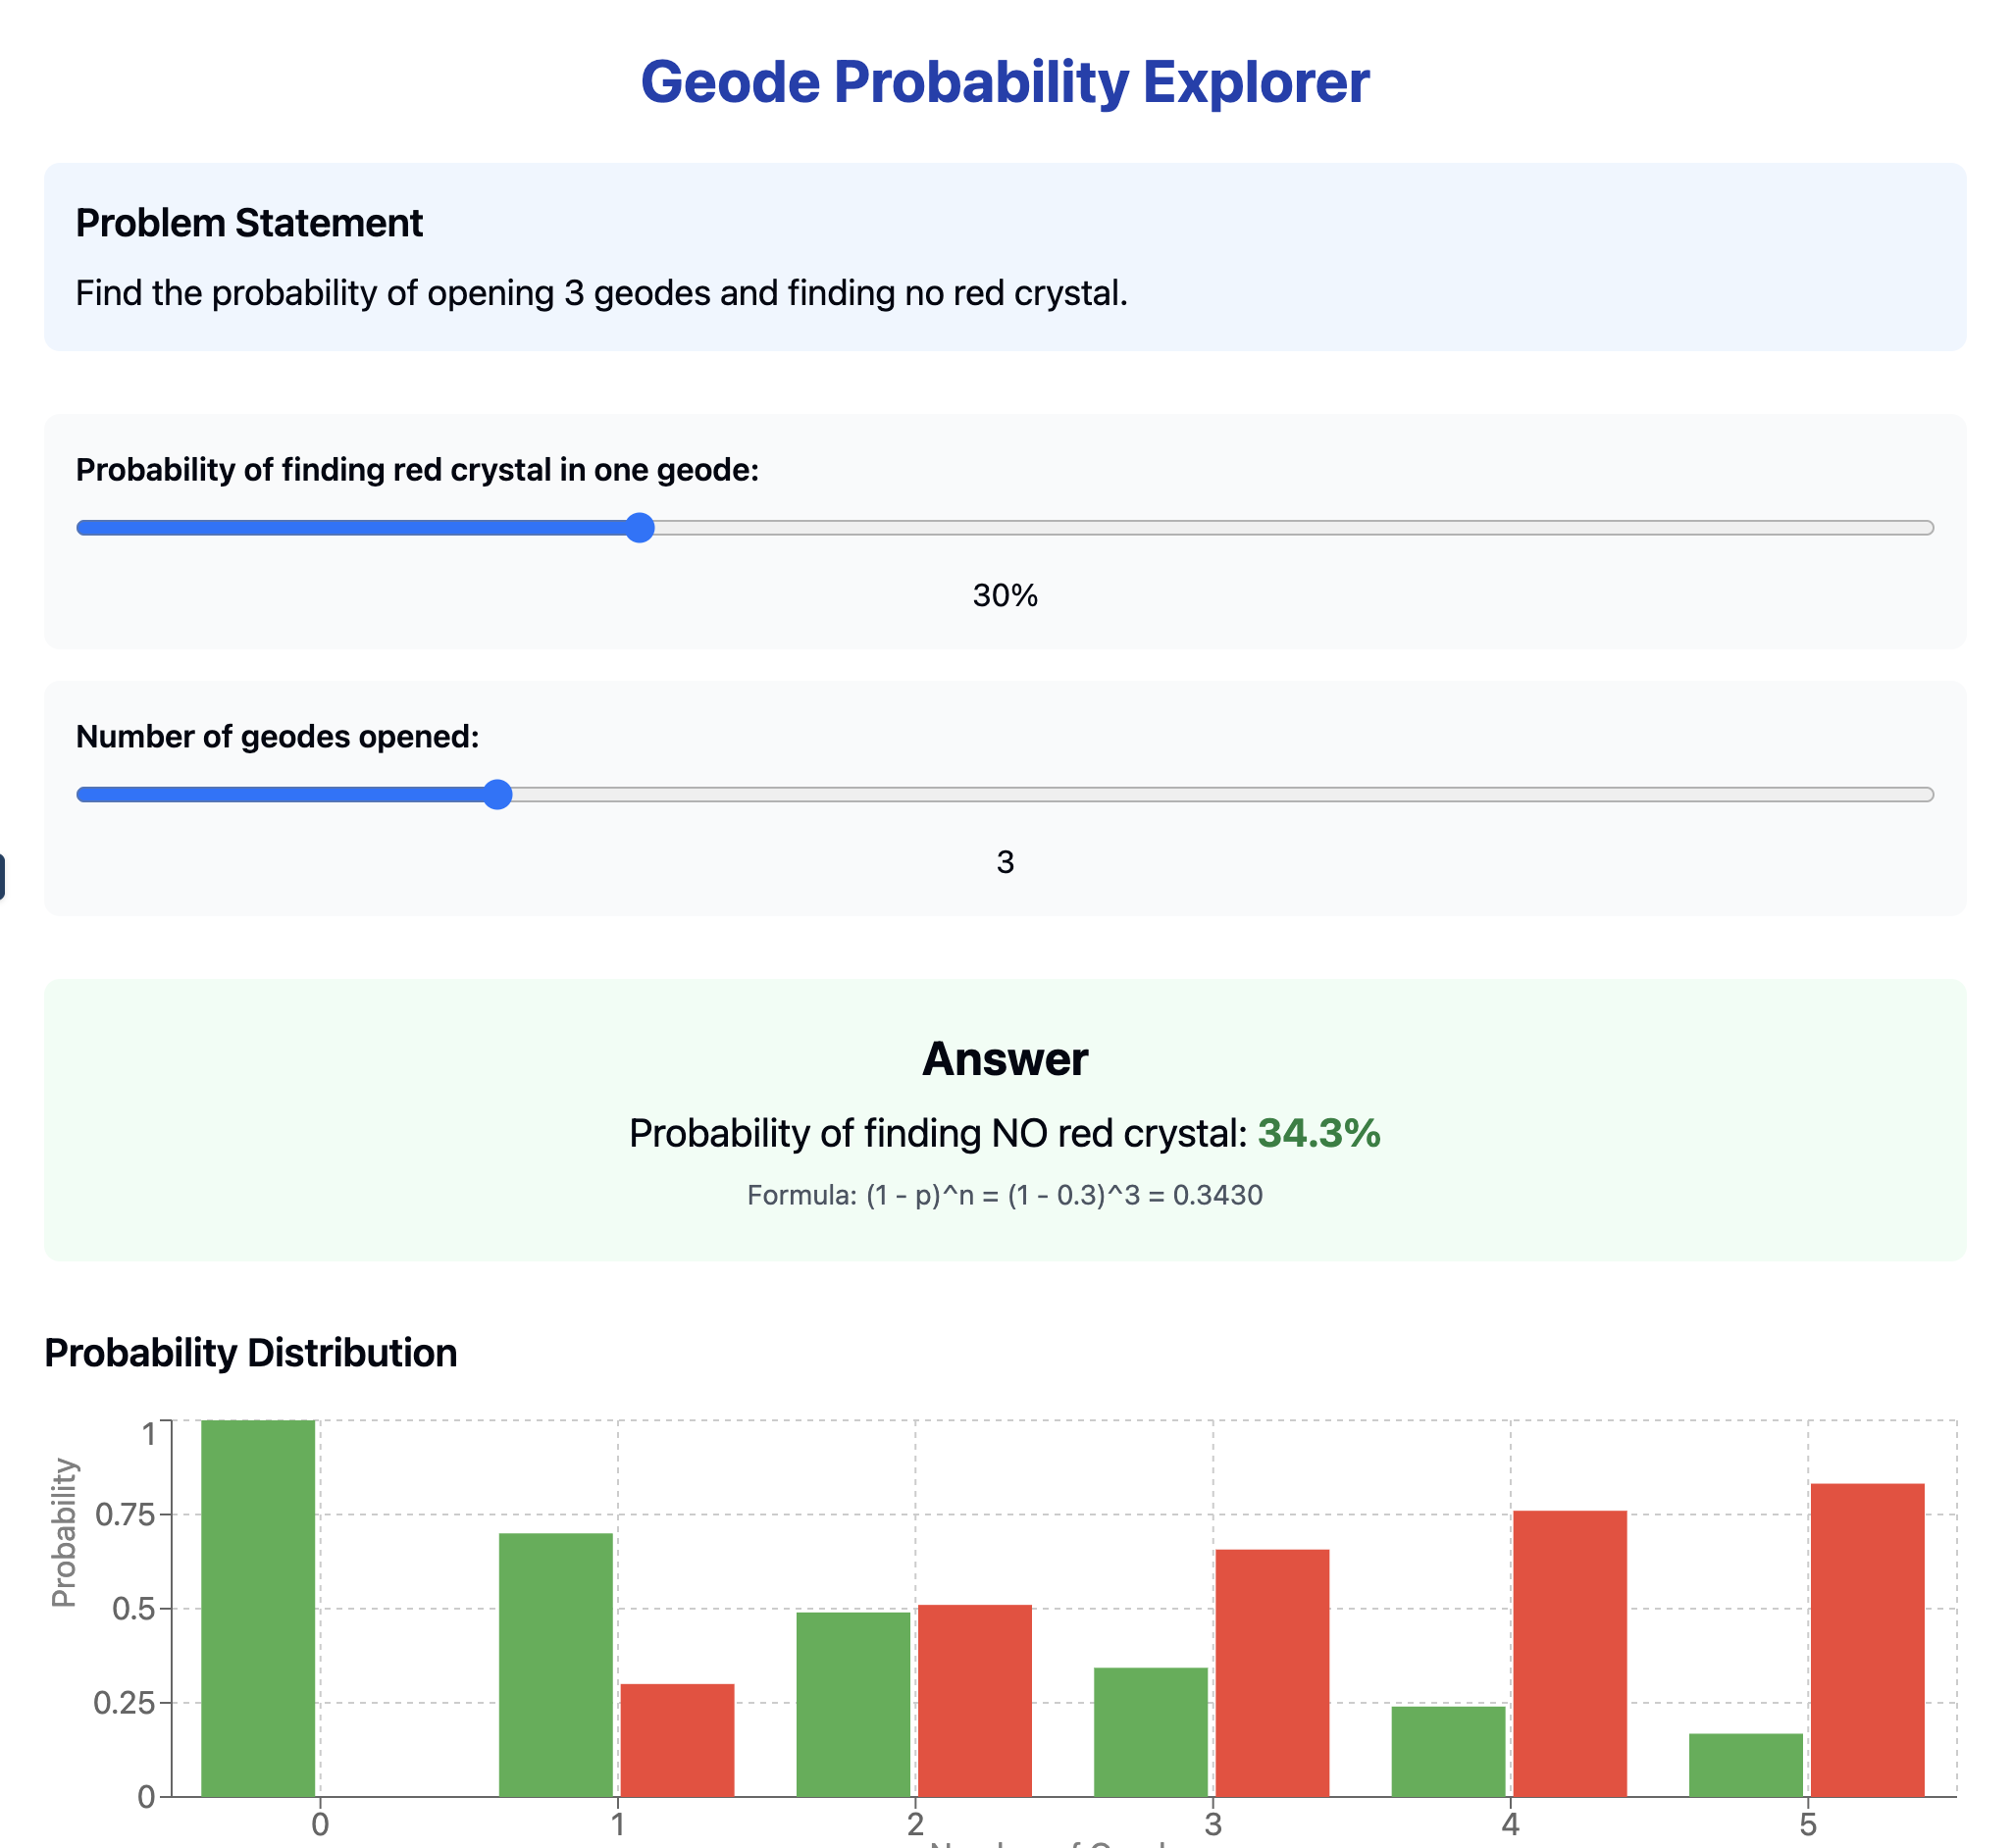 Geode Probability Explorer
Problem Statement
Find the probability of opening 3 geodes and finding no red crystal.
Probability of finding red crystal in one geode:
30%
Number of geodes opened:
3
Answer
Probability of finding NO red crystal: 34.3%
Formula: (1 - p)^n = (1 - 0.3)^3 = 0.3430
Probability Distribution
Probability
1
0.75
0.5
0.25
0
0 1 2 3 4 5